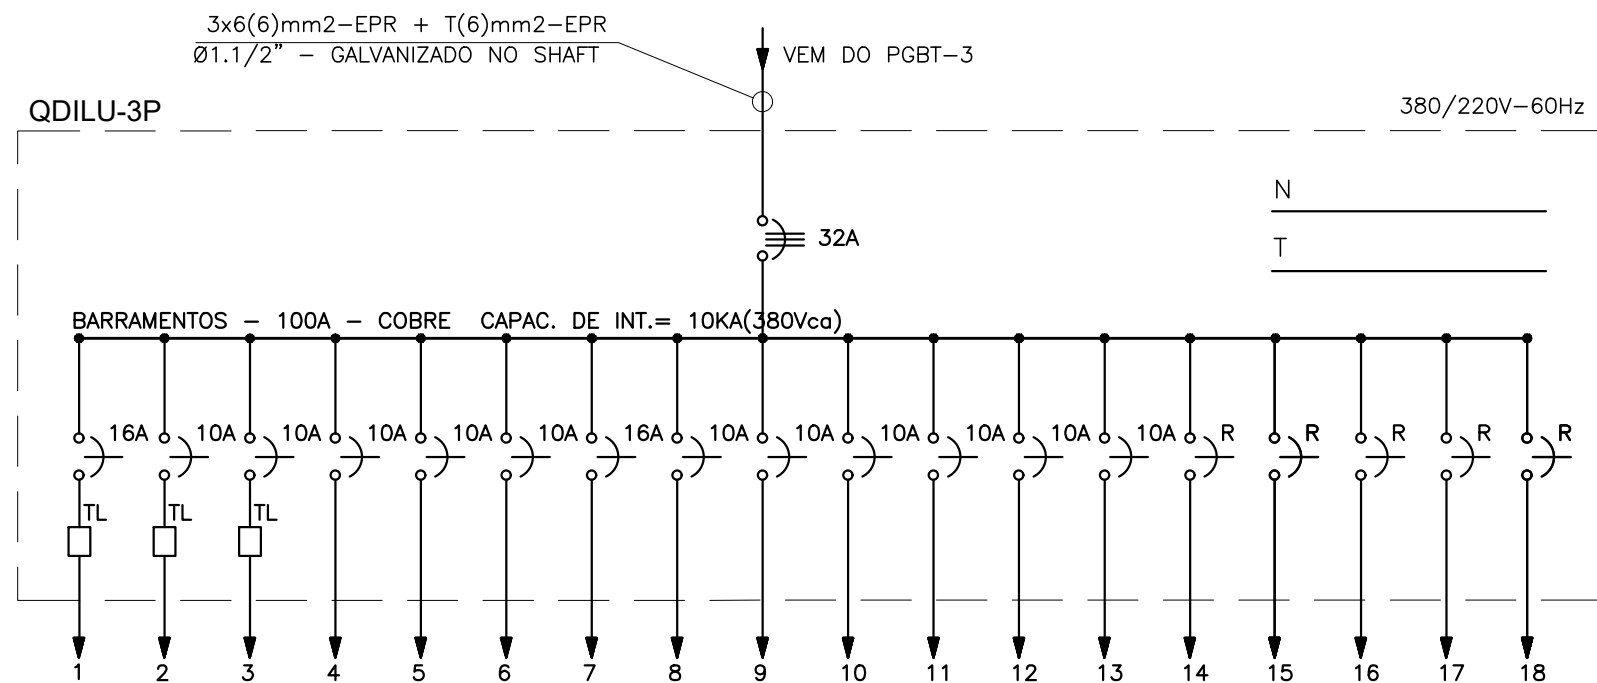 3x6(6)mm2-EPR + T(6)mm2-EPR
Ø1.1/2" - GALVANIZADO NO SHAFT
VEM DO PGBT-3
QDILU-3P
380/220V-60Hz
N
32A
T
BARRAMENTOS - 100A - COBRE CAPAC. DE INT.= 10KA(380Vca)
16A 10A 10A 10A 10A 10A 16A 10A 10A 10A 10A 10A 10A R R R R R
TL TL TL
1 2 3 4 5 6 7 8 9 10 11 12 13 14 15 16 17 18